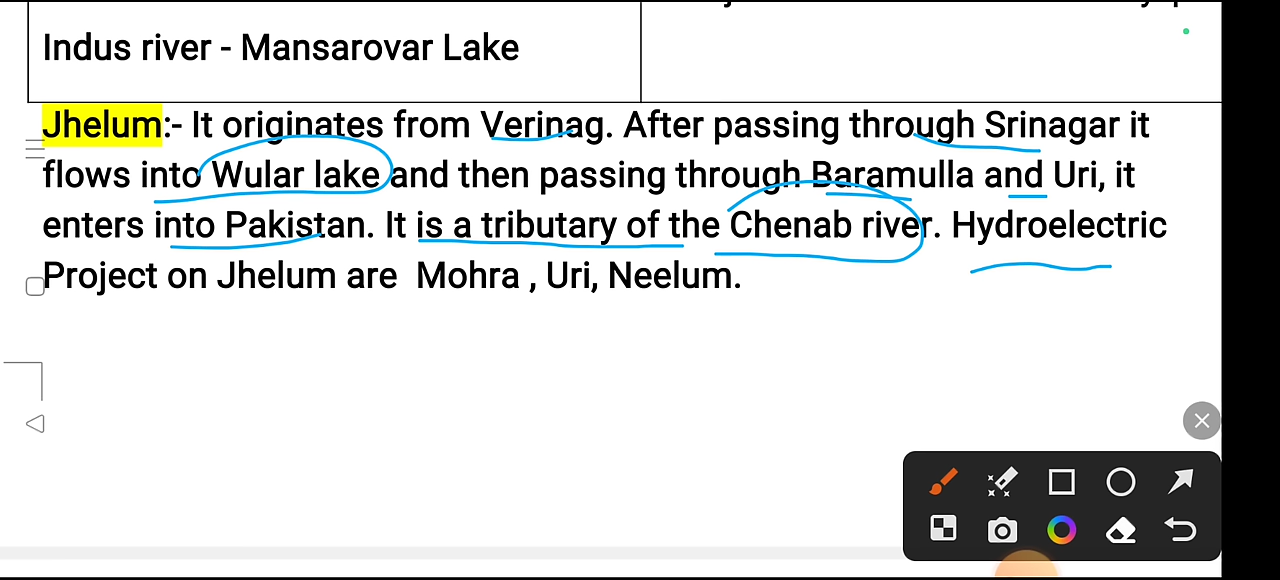 Indus river - Mansarovar Lake
Jhelum:- It originates from Verinag. After passing through Srinagar it
flows into Wular lake and then passing through Baramulla and Uri, it
enters into Pakistan. It is a tributary of the Chenab river. Hydroelectric
Project on Jhelum are Mohra , Uri, Neelum.